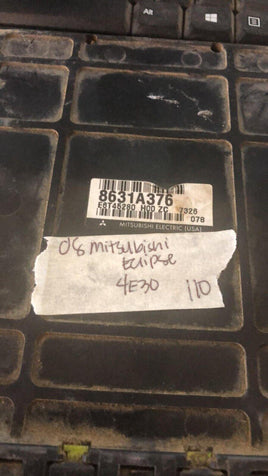 Alt
8631A376
E6T45280 H0D ZC 7326
078
MITSUBISHI ELECTRIC (USA)
08 mitsubishi
Eclipse
4E30 110